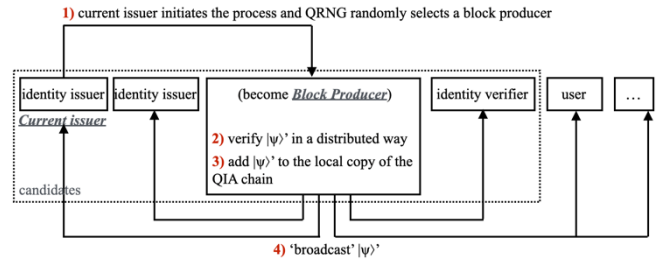 1) current issuer initiates the process and QRNG randomly selects a block producer
identity issuer
identity issuer
(become Block Producer)
identity verifier
user
...
Current issuer
2) verify |ψ⟩’ in a distributed way
3) add |ψ⟩’ to the local copy of the
QIA chain
candidates
4) ‘broadcast’ |ψ⟩’